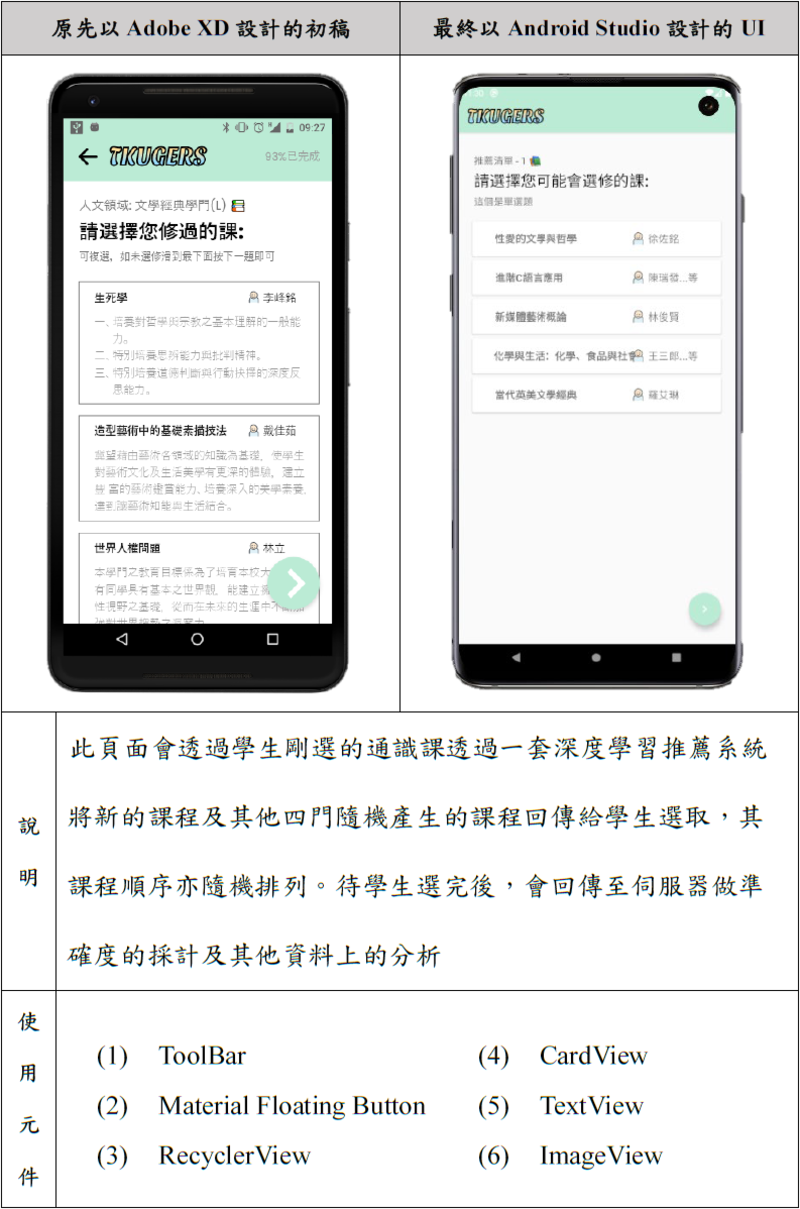 原先以 Adobe XD 設計的初稿
最終以 Android Studio 設計的 UI
09:27
TKUGERS
93%已完成
人文領域: 文學經典學門(L)
請選擇您修過的課:
可複選, 如未選修滑到最下面按下一題即可
生死學
李峰銘
一、培養對哲學與宗教之基本理解的一般能
力。
二、特別培養思辨能力與批判精神。
三、特別培養道德判斷與行動抉擇的深度反
思能力。
造型藝術中的基礎素描技法
戴佳茹
期望藉由藝術各領域的知識為基礎, 使學生
對藝術文化及生活美學有更深的體驗, 建立
豐富的藝術鑑賞能力、培養深入的美學素養,
達到讓藝術知能與生活結合。
世界人權問題
林立
本學門之教育目標係為了培育本校
有同學具有基本之世界觀, 能建立
性視野之基礎, 從而在未來的生涯中不
TKUGERS
推薦清單 - 1
請選擇您可能會選修的課:
這個是單選題
性愛的文學與哲學
徐佐銘
進階C語言應用
陳瑞發...等
新媒體藝術概論
林俊賢
化學與生活：化學、食品與社會
王三郎...等
當代英美文學經典
羅艾琳
說明
此頁面會透過學生剛選的通識課透過一套深度學習推薦系統
將新的課程及其他四門隨機產生的課程回傳給學生選取，其
課程順序亦隨機排列。待學生選完後，會回傳至伺服器做準
確度的採計及其他資料上的分析
使用元件
(1) ToolBar
(2) Material Floating Button
(3) RecyclerView
(4) CardView
(5) TextView
(6) ImageView